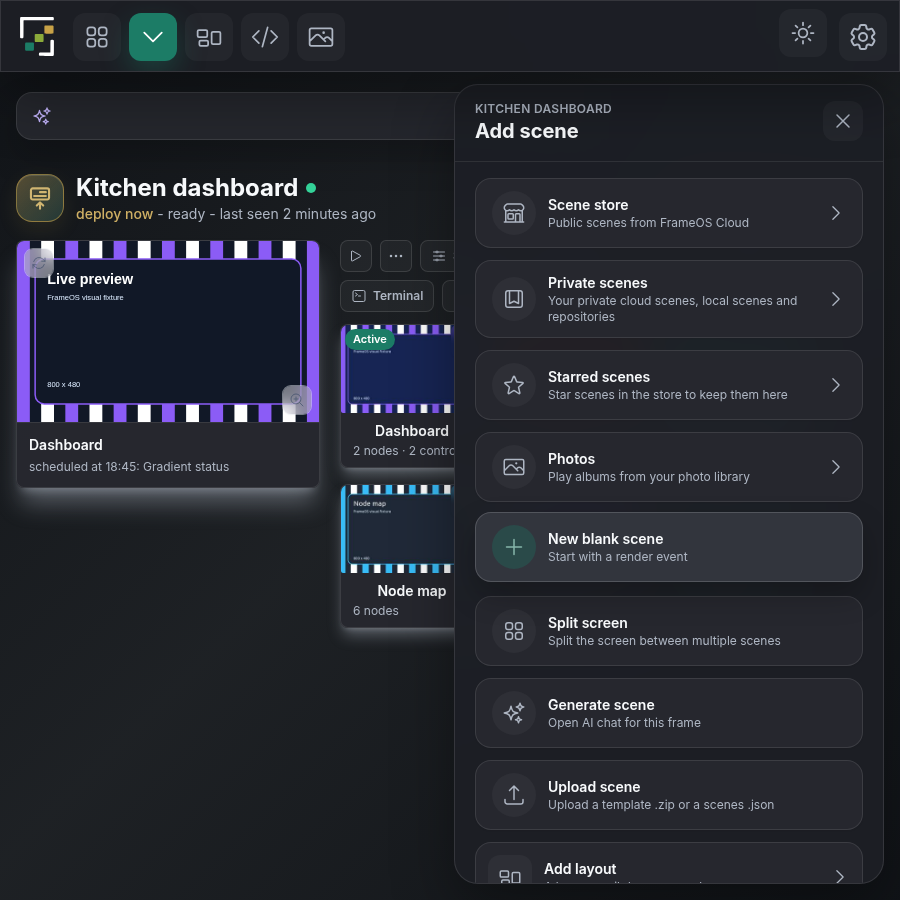 KITCHEN DASHBOARD
Add scene
Kitchen dashboard
deploy now - ready - last seen 2 minutes ago
Live preview
FrameOS visual fixture
800 x 480
Dashboard
scheduled at 18:45: Gradient status
Terminal
Active
Dashboard
2 nodes · 2 contro
Node map
FrameOS visual fixture
800 x 480
Node map
6 nodes
Scene store
Public scenes from FrameOS Cloud
Private scenes
Your private cloud scenes, local scenes and
repositories
Starred scenes
Star scenes in the store to keep them here
Photos
Play albums from your photo library
New blank scene
Start with a render event
Split screen
Split the screen between multiple scenes
Generate scene
Open AI chat for this frame
Upload scene
Upload a template .zip or a scenes .json
Add layout